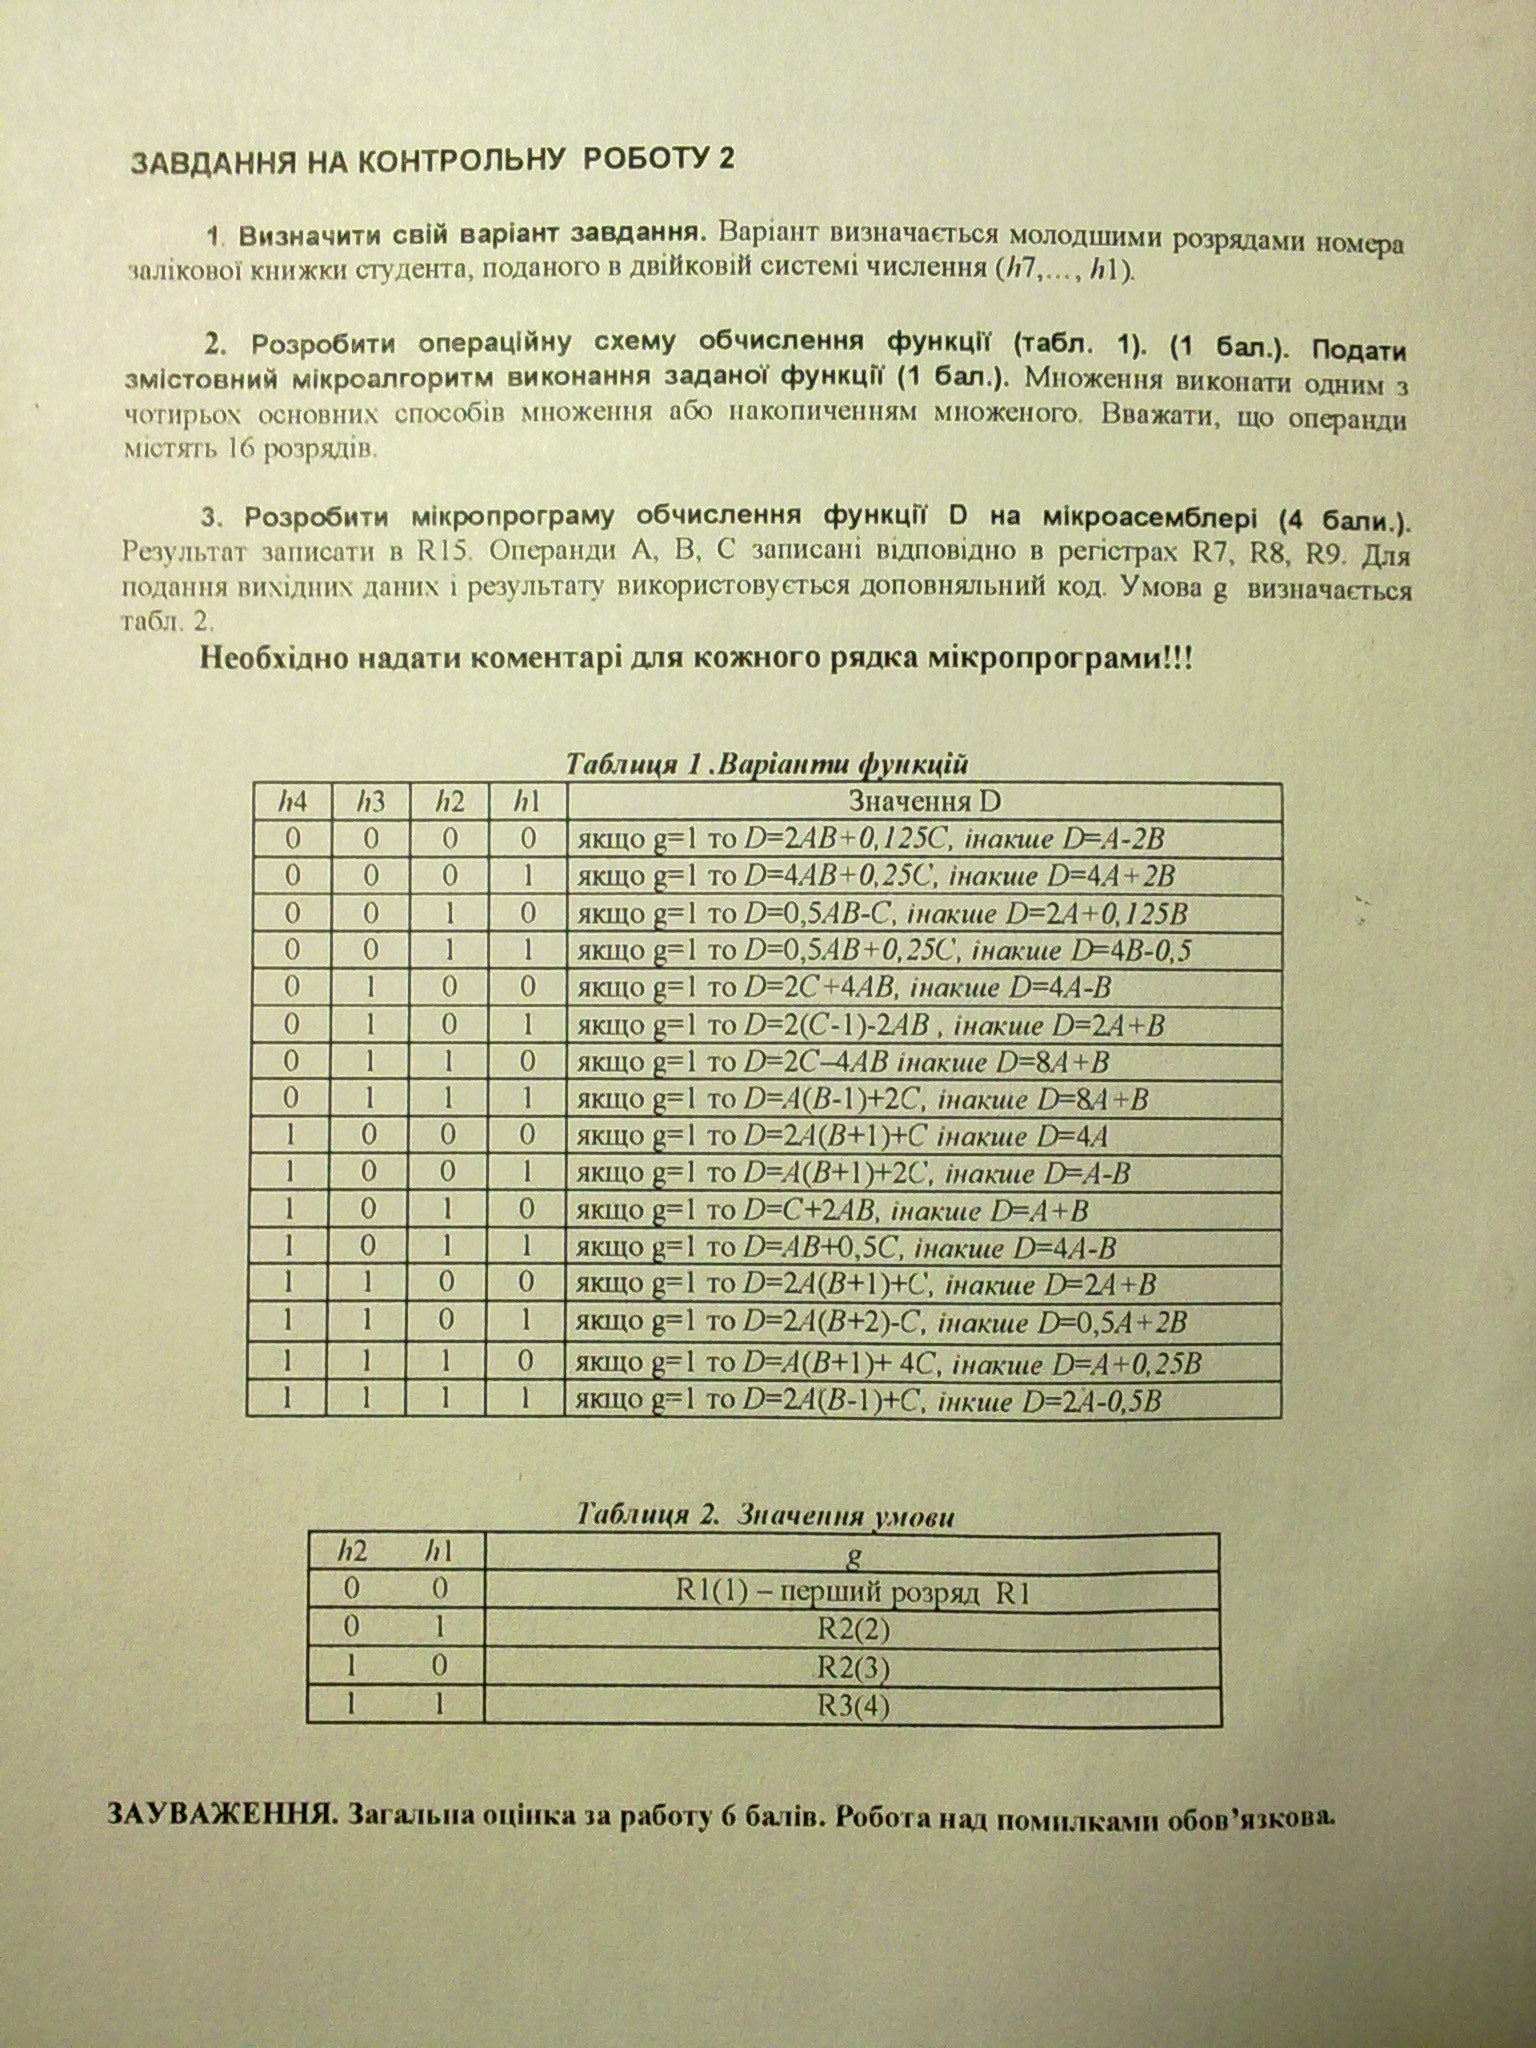 ЗАВДАННЯ НА КОНТРОЛЬНУ РОБОТУ 2
1. Визначити свій варіант завдання. Варіант визначається молодшими розрядами номера
залікової книжки студента, поданого в двійковій системі числення (h7,..., h1).
2. Розробити операційну схему обчислення функції (табл. 1). (1 бал.). Подати
змістовний мікроалгоритм виконання заданої функції (1 бал.). Множення виконати одним з
чотирьох основних способів множення або накопиченням множеного. Вважати, що операнди
містять 16 розрядів.
3. Розробити мікропрограму обчислення функції D на мікроасемблері (4 бали.).
Результат записати в R15. Операнди А, В, С записані відповідно в регістрах R7, R8, R9. Для
подання вихідних даних і результату використовується доповняльний код. Умова g визначається
табл. 2.
Необхідно надати коментарі для кожного рядка мікропрограми!!!
Таблиця 1 .Варіанти функцій
h4 h3 h2 h1 Значення D
0 0 0 0 якщо g=1 то D=2AB+0,125C, інакше D=A-2B
0 0 0 1 якщо g=1 то D=4AB+0,25C, інакше D=4A+2B
0 0 1 0 якщо g=1 то D=0,5AB-C, інакше D=2A+0,125B
0 0 1 1 якщо g=1 то D=0,5AB+0,25C, інакше D=4B-0,5
0 1 0 0 якщо g=1 то D=2C+4AB, інакше D=4A-B
0 1 0 1 якщо g=1 то D=2(C-1)-2AB , інакше D=2A+B
0 1 1 0 якщо g=1 то D=2C–4AB інакше D=8A+B
0 1 1 1 якщо g=1 то D=A(B-1)+2C, інакше D=8A+B
1 0 0 0 якщо g=1 то D=2A(B+1)+C інакше D=4A
1 0 0 1 якщо g=1 то D=A(B+1)+2C, інакше D=A-B
1 0 1 0 якщо g=1 то D=C+2AB, інакше D=A+B
1 0 1 1 якщо g=1 то D=AB+0,5C, інакше D=4A-B
1 1 0 0 якщо g=1 то D=2A(B+1)+C, інакше D=2A+B
1 1 0 1 якщо g=1 то D=2A(B+2)-C, інакше D=0,5A+2B
1 1 1 0 якщо g=1 то D=A(B+1)+ 4C, інакше D=A+0,25B
1 1 1 1 якщо g=1 то D=2A(B-1)+C, інкше D=2A-0,5B
Таблиця 2. Значення умови
h2 h1 g
0 0 R1(1) – перший розряд R1
0 1 R2(2)
1 0 R2(3)
1 1 R3(4)
ЗАУВАЖЕННЯ. Загальна оцінка за работу 6 балів. Робота над помилками обов’язкова.